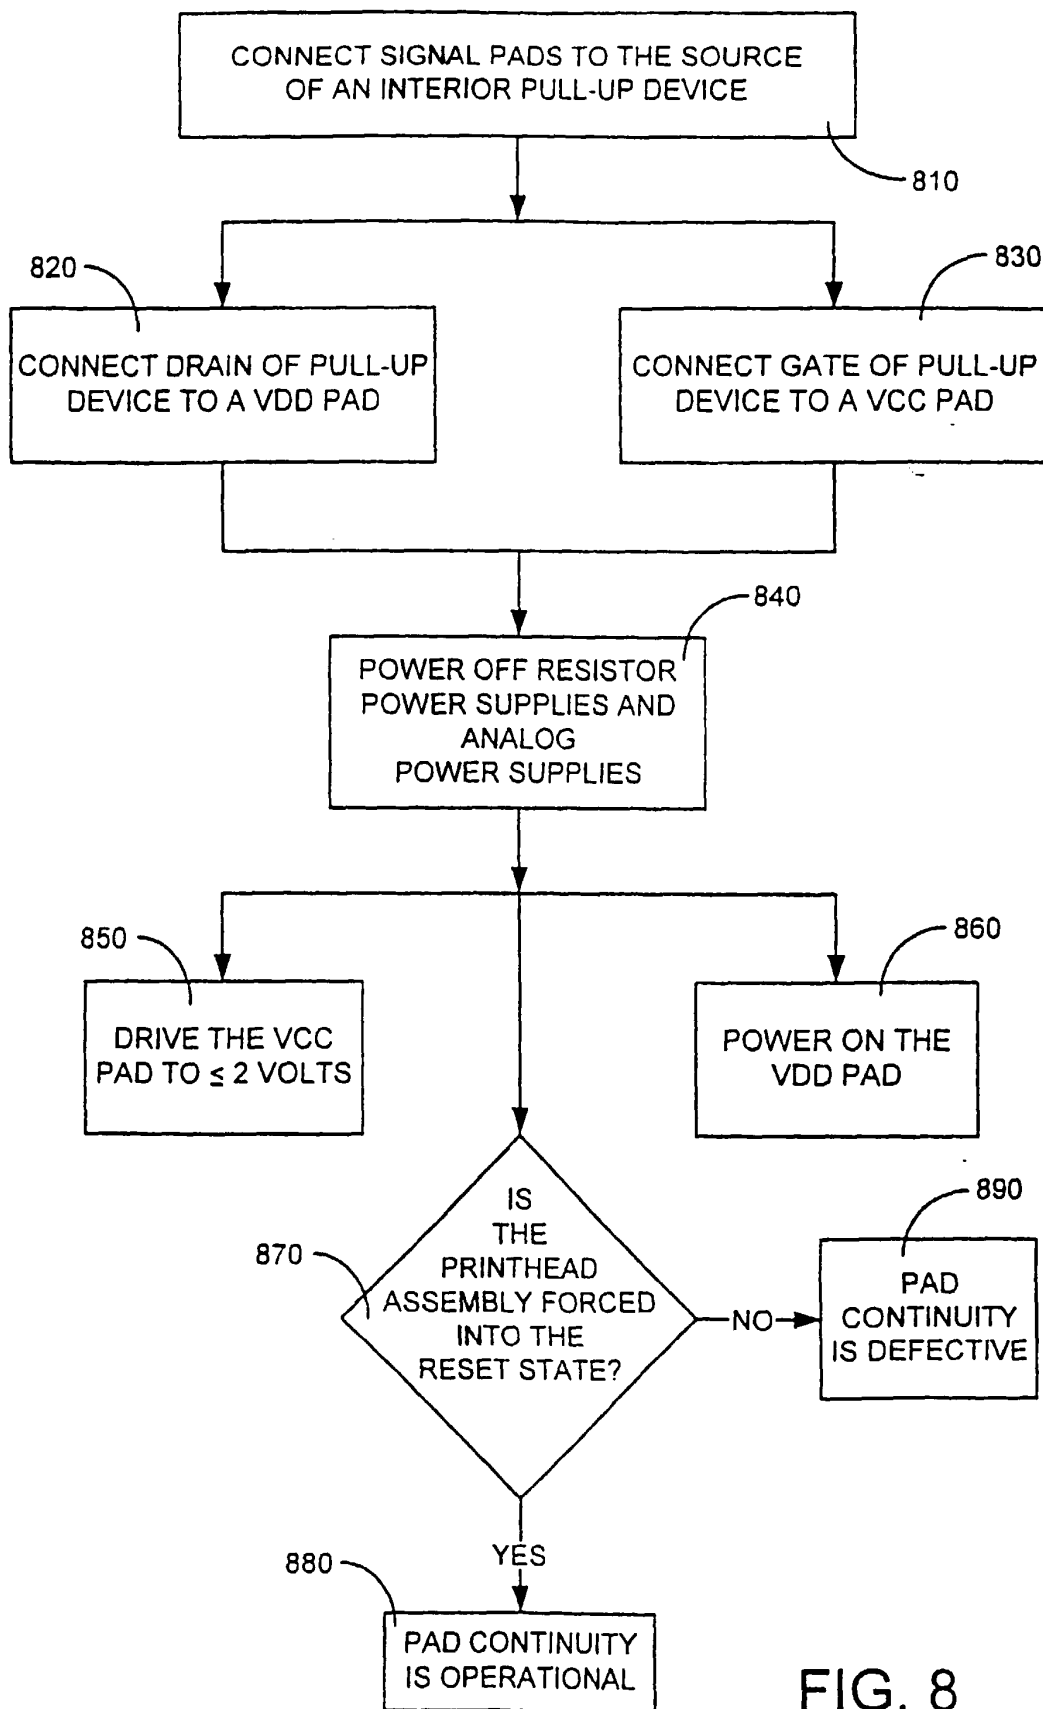 CONNECT SIGNAL PADS TO THE SOURCE
OF AN INTERIOR PULL-UP DEVICE
810
820
830
CONNECT DRAIN OF PULL-UP
DEVICE TO A VDD PAD
CONNECT GATE OF PULL-UP
DEVICE TO A VCC PAD
840
POWER OFF RESISTOR
POWER SUPPLIES AND
ANALOG
POWER SUPPLIES
850
860
DRIVE THE VCC
PAD TO ≤ 2 VOLTS
POWER ON THE
VDD PAD
870
IS
THE
PRINTHEAD
ASSEMBLY FORCED
INTO THE
RESET STATE?
NO
890
PAD
CONTINUITY
IS DEFECTIVE
YES
880
PAD CONTINUITY
IS OPERATIONAL
FIG. 8